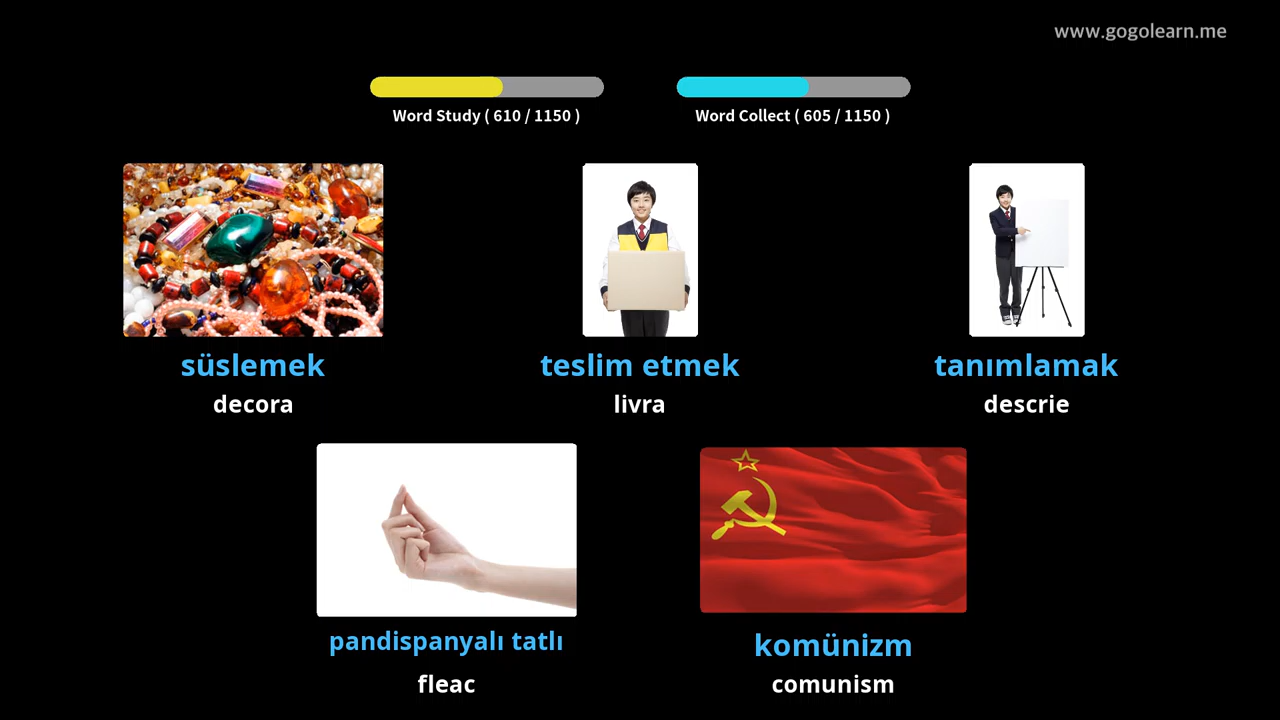 www.gogolearn.me
Word Study ( 610 / 1150 )
Word Collect ( 605 / 1150 )
süslemek
decora
teslim etmek
livra
tanımlamak
descrie
pandispanyalı tatlı
fleac
komünizm
comunism